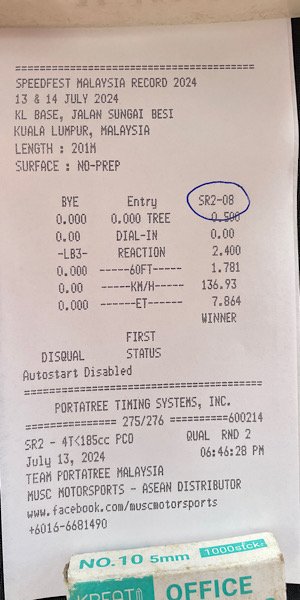 =====================================
SPEEDFEST MALAYSIA RECORD 2024
13 & 14 JULY 2024
KL BASE, JALAN SUNGAI BESI
KUALA LUMPUR, MALAYSIA
LENGTH : 201M
SURFACE : NO-PREP
BYE Entry SR2-08
0.000 0.000 TREE 0.500
0.00 DIAL-IN 0.00
-LB3- REACTION 2.400
0.000 ------60FT------ 1.781
0.00 ------KM/H----- 136.93
0.000 -------ET------- 7.864
WINNER
FIRST
DISQUAL STATUS
Autostart Disabled
=====================================
PORTATREE TIMING SYSTEMS, INC.
=============== 275/276 ==========600214
SR2 - 4T<185cc PCO QUAL RND 2
July 13, 2024 06:46:28 PM
TEAM PORTATREE MALAYSIA
MUSC MOTORSPORTS - ASEAN DISTRIBUTOR
www.facebook.com/muscmotorsports
+6016-6681490
NO.10 5mm 1000stick
KREAT OFFICE